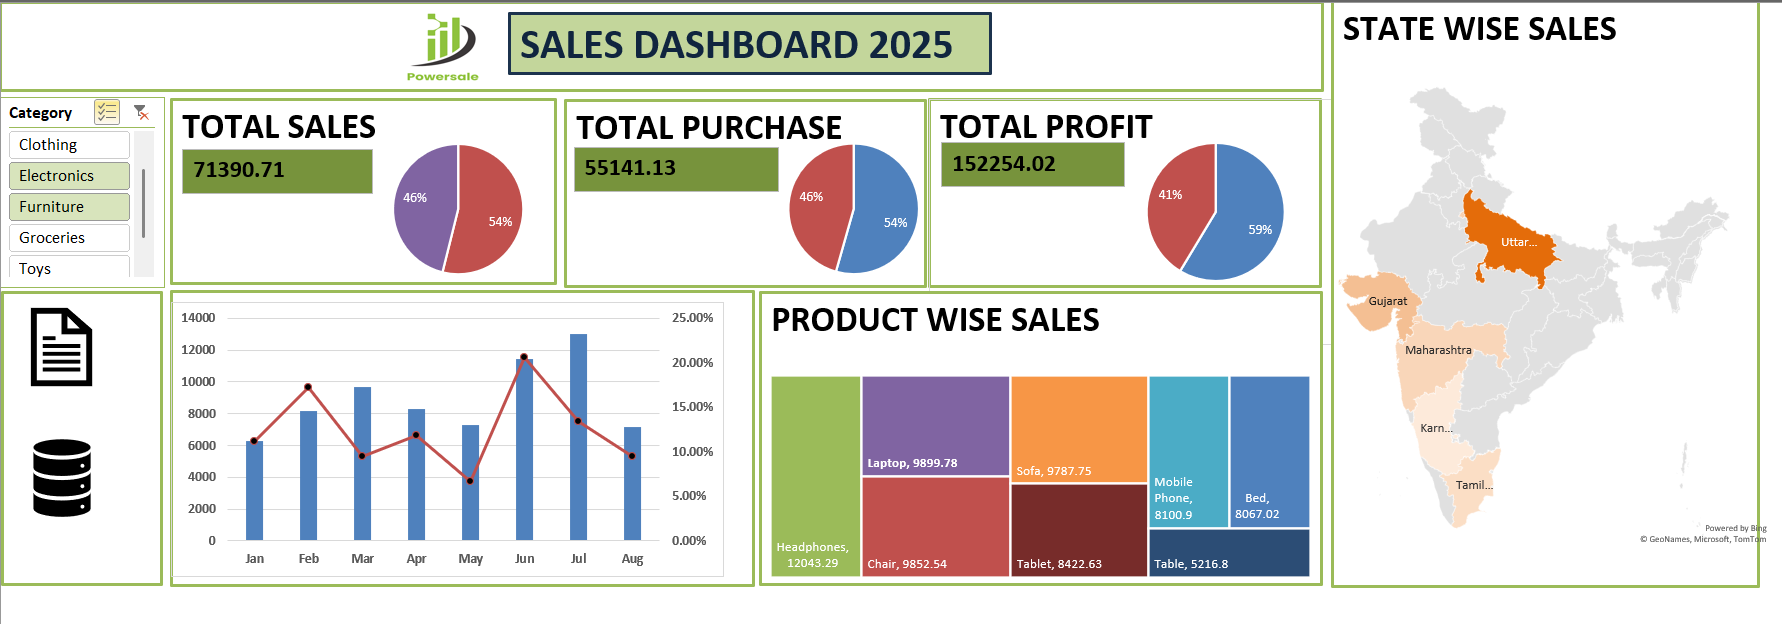 Powersale
SALES DASHBOARD 2025
STATE WISE SALES
Category
Clothing
Electronics
Furniture
Groceries
Toys
TOTAL SALES
71390.71
46%
54%
TOTAL PURCHASE
55141.13
46%
54%
TOTAL PROFIT
152254.02
41%
59%
14000
12000
10000
8000
6000
4000
2000
0
25.00%
20.00%
15.00%
10.00%
5.00%
0.00%
Jan
Feb
Mar
Apr
May
Jun
Jul
Aug
PRODUCT WISE SALES
Headphones,
12043.29
Laptop, 9899.78
Chair, 9852.54
Sofa, 9787.75
Tablet, 8422.63
Mobile
Phone,
8100.9
Bed,
8067.02
Table, 5216.8
Uttar...
Gujarat
Maharashtra
Karn...
Tamil...
Powered by Bing
© GeoNames, Microsoft, TomTom